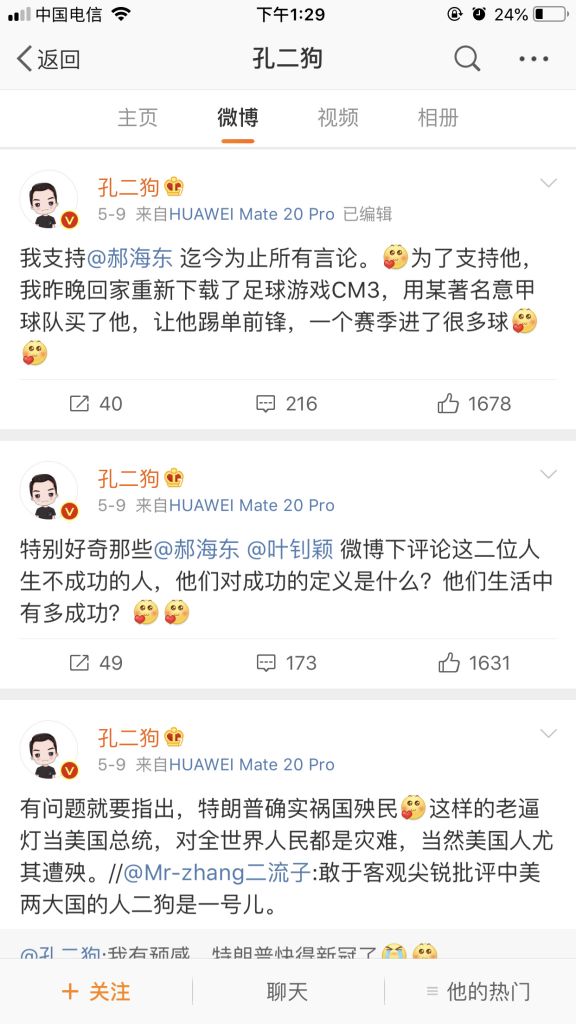 中国电信 下午1:29 24%
返回 孔二狗
主页 微博 视频 相册
孔二狗
5-9 来自HUAWEI Mate 20 Pro 已编辑
我支持@郝海东 迄今为止所有言论。为了支持他，
我昨晚回家重新下载了足球游戏CM3，用某著名意甲
球队买了他，让他踢单前锋，一个赛季进了很多球
40 216 1678
孔二狗
5-9 来自HUAWEI Mate 20 Pro
特别好奇那些@郝海东 @叶钊颖 微博下评论这二位人
生不成功的人，他们对成功的定义是什么？他们生活中
有多成功？
49 173 1631
孔二狗
5-9 来自HUAWEI Mate 20 Pro
有问题就要指出，特朗普确实祸国殃民这样的老逼
灯当美国总统，对全世界人民都是灾难，当然美国人尤
其遭殃。//@Mr-zhang二流子:敢于客观尖锐批评中美
两大国的人二狗是一号儿。
@孔二狗:我有预感，特朗普快得新冠了
+ 关注 聊天 他的热门